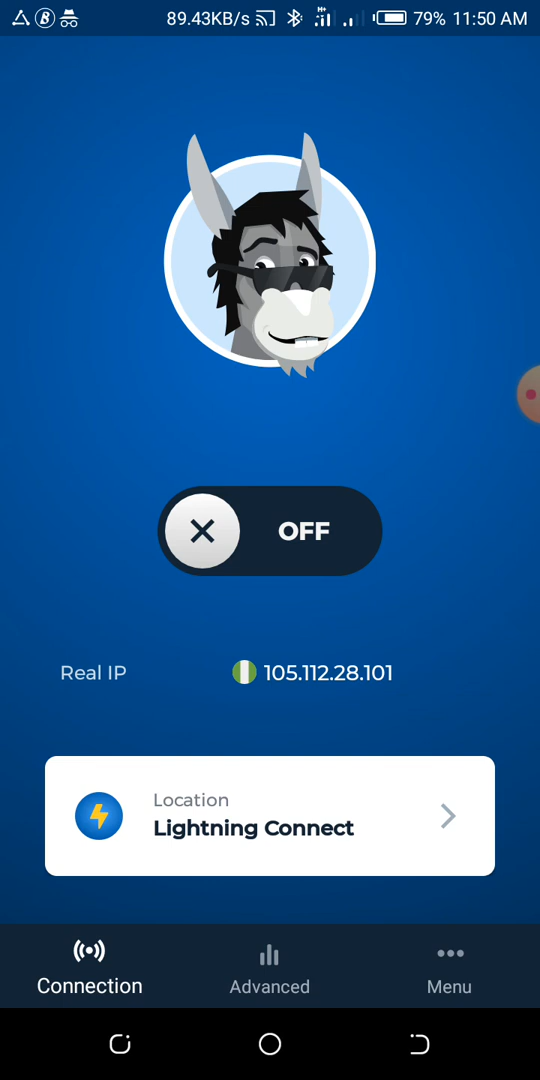 89.43KB/s H+ 79% 11:50 AM
OFF
Real IP 105.112.28.101
Location
Lightning Connect
Connection Advanced Menu